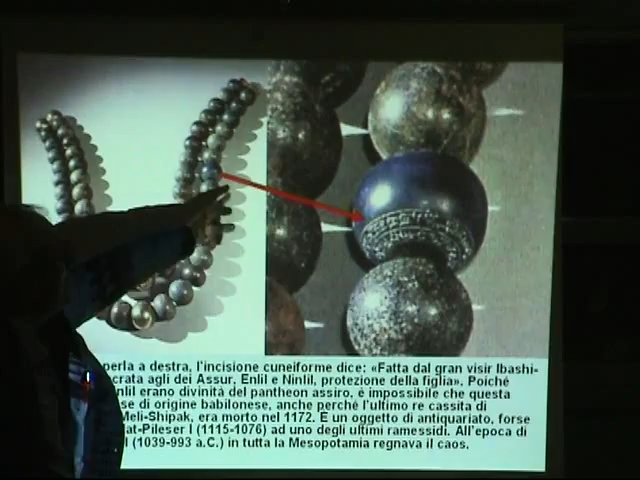 perla a destra, l'incisione cuneiforme dice: «Fatta dal gran visir Ibashi-
crata agli dei Assur, Enlil e Ninlil, protezione della figlia». Poiché
nlil erano divinità del pantheon assiro, é impossibile che questa
se di origine babilonese, anche perché l'ultimo re cassita di
Meli-Shipak, era morto nel 1172. E un oggetto di antiquariato, forse
at-Pileser I (1115-1076) ad uno degli ultimi ramessidi. All'epoca di
I (1039-993 a.C.) in tutta la Mesopotamia regnava il caos.